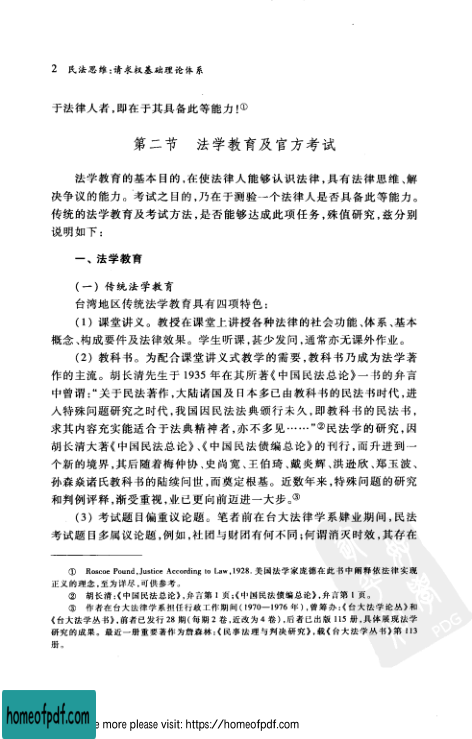 2 民法思维:请求权基础理论体系
于法律人者,即在于其具备此等能力!①
第二节 法学教育及官方考试
法学教育的基本目的,在使法律人能够认识法律,具有法律思维、解
决争议的能力。考试之目的,乃在于测验一个法律人是否具备此等能力。
传统的法学教育及考试方法,是否能够达成此项任务,殊值研究,兹分别
说明如下:
一、法学教育
(一) 传统法学教育
台湾地区传统法学教育具有四项特色:
(1) 课堂讲义。教授在课堂上讲授各种法律的社会功能、体系、基本
概念、构成要件及法律效果。学生听课,甚少发问,通常亦无课外作业。
(2) 教科书。为配合课堂讲义式教学的需要,教科书乃成为法学著
作的主流。胡长清先生于 1935 年在其所著《中国民法总论》一书的弁言
中曾谓:“关于民法著作,大陆诸国及日本多已由教科书的民法书时代,进
入特殊问题研究之时代,我国因民法法典颁行未久,即教科书的民法书,
求其内容充实能适合于法典精神者,亦不多见……”②民法学的研究,因
胡长清大著《中国民法总论》、《中国民法债编总论》的刊行,而升进到一
个新的境界,其后随着梅仲协、史尚宽、王伯琦、戴炎辉、洪逊欣、郑玉波、
孙森焱诸氏教科书的陆续问世,而奠定根基。近数年来,特殊问题的研究
和判例评释,渐受重视,业已更向前迈进一大步。③
(3) 考试题目偏重议论题。笔者前在台大法律学系肄业期间,民法
考试题目多属议论题,例如,社团与财团有何不同;何谓消灭时效,其存在
① Roscoe Pound,Justice According to Law,1928. 美国法学家庞德在此书中阐释依法律实现
正义的理念,至为详尽,可供参考。
② 胡长清:《中国民法总论》,弁言第 1 页;《中国民法债编总论》,弁言第 1 页。
③ 作者在台大法律学系担任行政工作期间(1970—1976 年),曾筹办:《台大法学论丛》和
《台大法学丛书》,前者已发行 28 期(每期 2 卷,近改为 4 卷),后者已出版 115 册,具体展现法学
研究的成果。最近一册重要著作为詹森林:《民事法理与判决研究》,载《台大法学丛书》第 113
册。
PDG
homeofpdf.com
e more please visit: https://homeofpdf.com